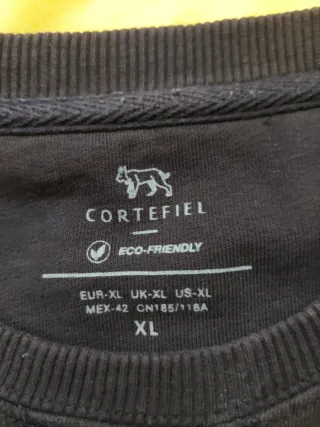 CORTEFIEL
ECO-FRIENDLY
EUR-XL UK-XL US-XL
MEX-42 CN185/116A
XL